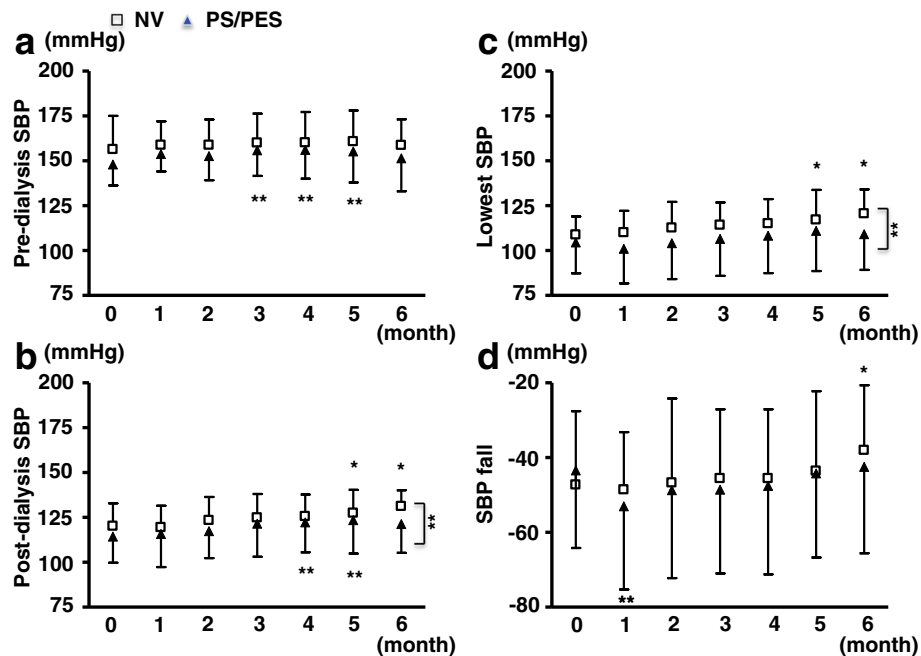 NV PS/PES
a (mmHg)
Pre-dialysis SBP
200
175
150
125
100
75
** ** **
0 1 2 3 4 5 6
(month)
b (mmHg)
Post-dialysis SBP
200
175
150
125
100
75
* *
**
** **
0 1 2 3 4 5 6
(month)
c (mmHg)
Lowest SBP
200
175
150
125
100
75
* *
**
0 1 2 3 4 5 6
(month)
d (mmHg)
SBP fall
-20
-40
-60
-80
*
**
0 1 2 3 4 5 6
(month)